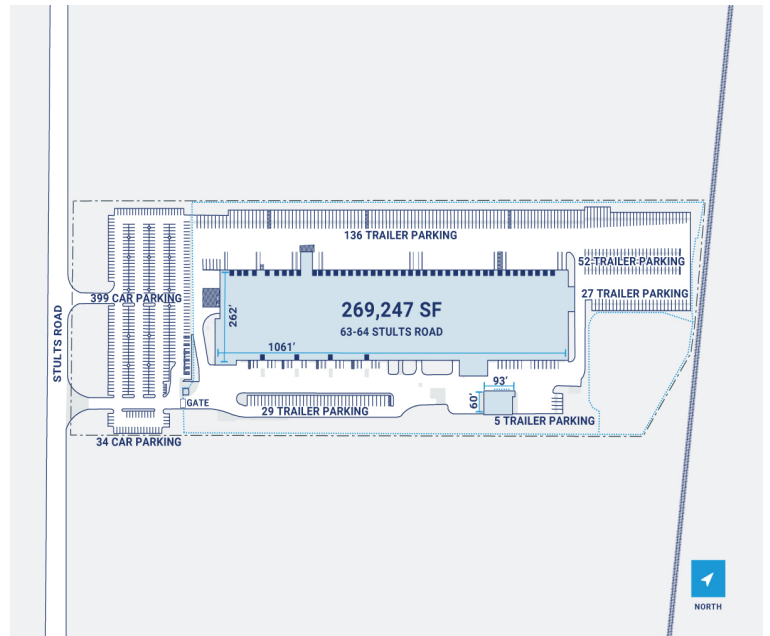 136 TRAILER PARKING
52 TRAILER PARKING
399 CAR PARKING
27 TRAILER PARKING
262'
269,247 SF
63-64 STULTS ROAD
STULTS ROAD
1061'
93'
60'
GATE
29 TRAILER PARKING
5 TRAILER PARKING
34 CAR PARKING
NORTH